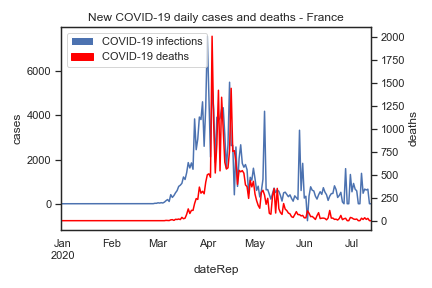 New COVID-19 daily cases and deaths - France
COVID-19 infections
COVID-19 deaths
cases
6000
4000
2000
0
deaths
2000
1750
1500
1250
1000
750
500
250
0
Jan Feb Mar Apr May Jun Jul
2020
dateRep